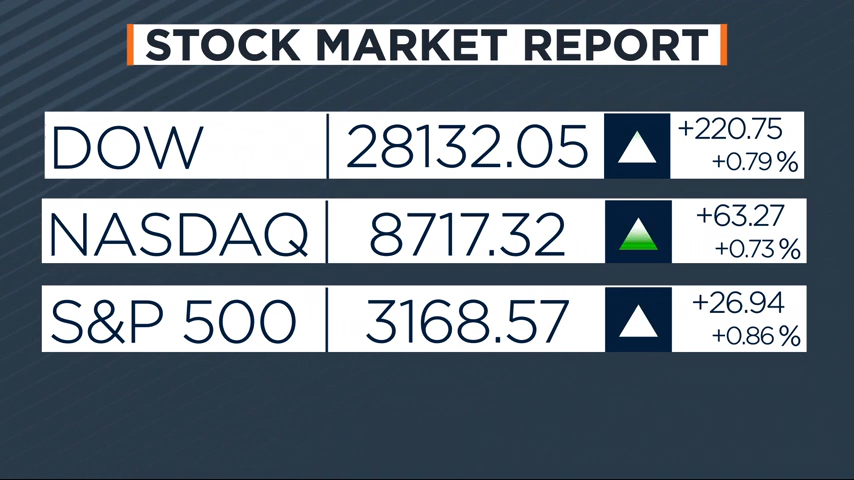 STOCK MARKET REPORT
DOW 28132.05 +220.75
+0.79%
NASDAQ 8717.32 +63.27
+0.73%
S&P 500 3168.57 +26.94
+0.86%